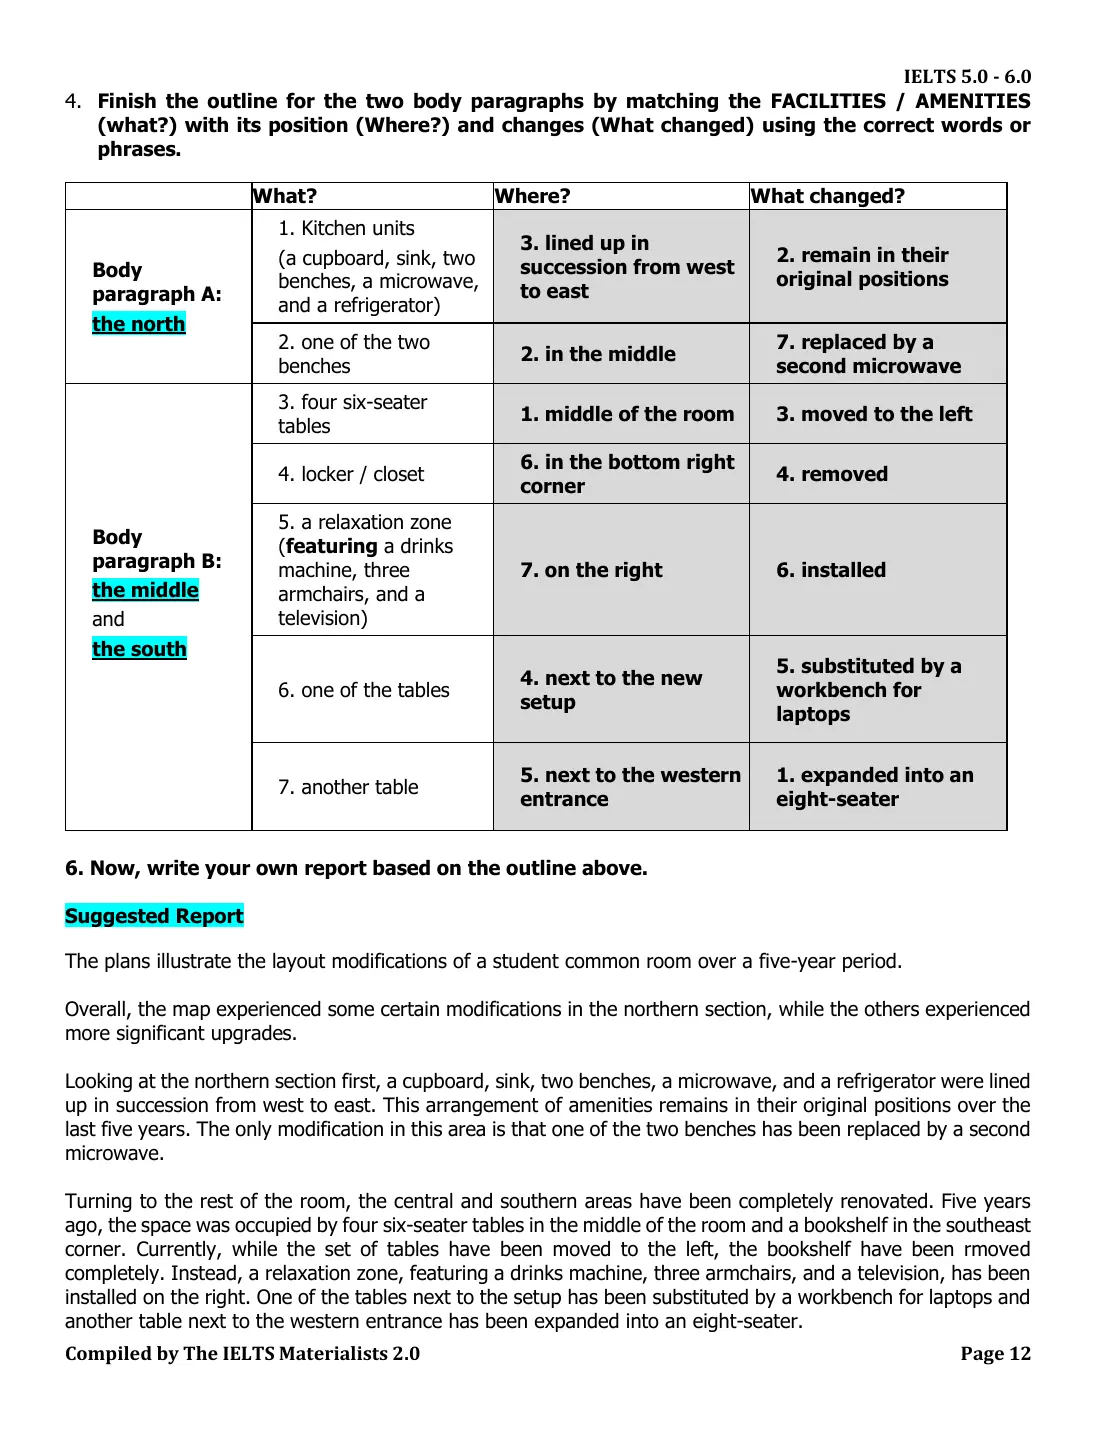 IELTS 5.0 - 6.0
4. Finish the outline for the two body paragraphs by matching the FACILITIES / AMENITIES
(what?) with its position (Where?) and changes (What changed) using the correct words or
phrases.
What? Where? What changed?
Body
paragraph A:
the north
1. Kitchen units
(a cupboard, sink, two
benches, a microwave,
and a refrigerator)
3. lined up in
succession from west
to east
2. remain in their
original positions
2. one of the two
benches
2. in the middle
7. replaced by a
second microwave
Body
paragraph B:
the middle
and
the south
3. four six-seater
tables
1. middle of the room
3. moved to the left
4. locker / closet
6. in the bottom right
corner
4. removed
5. a relaxation zone
(featuring a drinks
machine, three
armchairs, and a
television)
7. on the right
6. installed
6. one of the tables
4. next to the new
setup
5. substituted by a
workbench for
laptops
7. another table
5. next to the western
entrance
1. expanded into an
eight-seater
6. Now, write your own report based on the outline above.
Suggested Report
The plans illustrate the layout modifications of a student common room over a five-year period.
Overall, the map experienced some certain modifications in the northern section, while the others experienced
more significant upgrades.
Looking at the northern section first, a cupboard, sink, two benches, a microwave, and a refrigerator were lined
up in succession from west to east. This arrangement of amenities remains in their original positions over the
last five years. The only modification in this area is that one of the two benches has been replaced by a second
microwave.
Turning to the rest of the room, the central and southern areas have been completely renovated. Five years
ago, the space was occupied by four six-seater tables in the middle of the room and a bookshelf in the southeast
corner. Currently, while the set of tables have been moved to the left, the bookshelf have been rmoved
completely. Instead, a relaxation zone, featuring a drinks machine, three armchairs, and a television, has been
installed on the right. One of the tables next to the setup has been substituted by a workbench for laptops and
another table next to the western entrance has been expanded into an eight-seater.
Compiled by The IELTS Materialists 2.0 Page 12